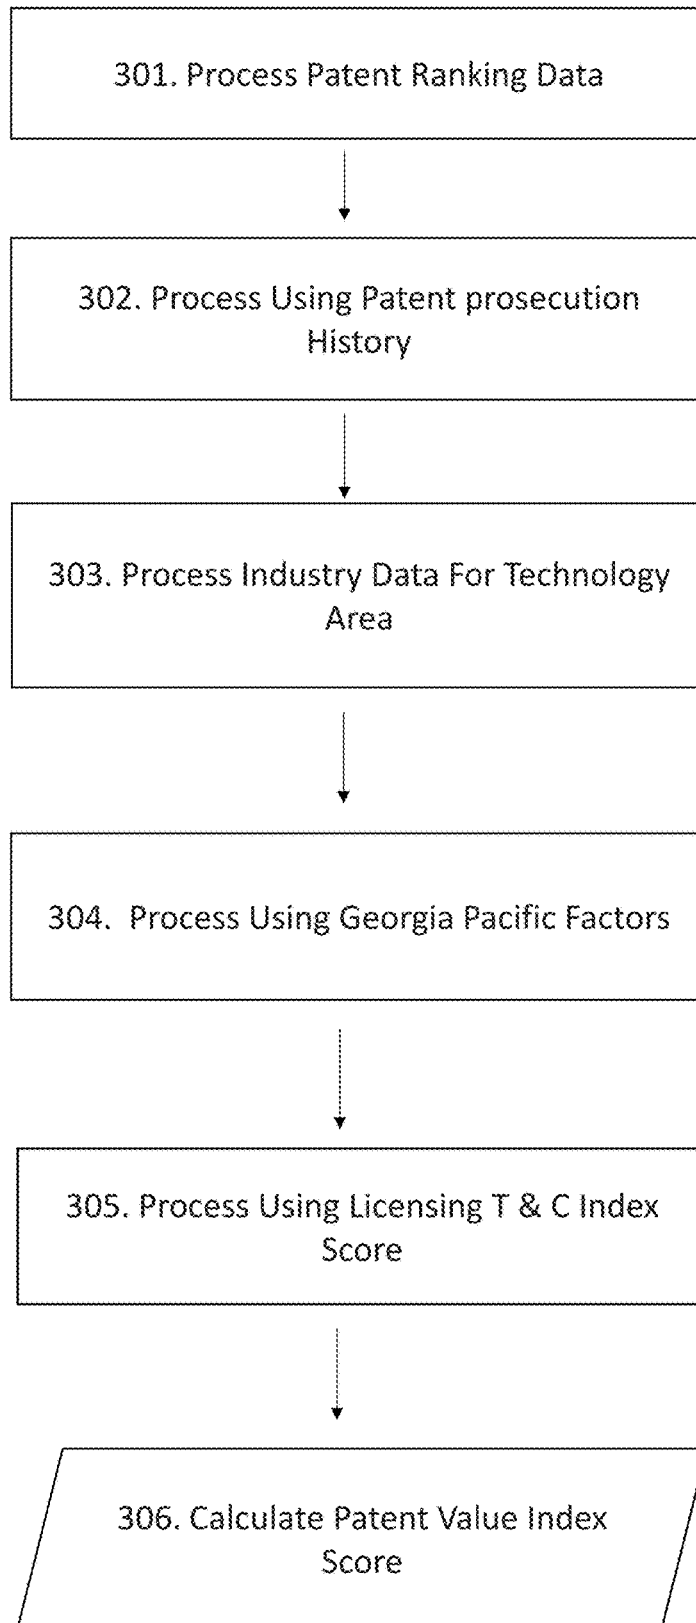 301. Process Patent Ranking Data
302. Process Using Patent prosecution
History
303. Process Industry Data For Technology
Area
304. Process Using Georgia Pacific Factors
305. Process Using Licensing T & C Index
Score
306. Calculate Patent Value Index
Score